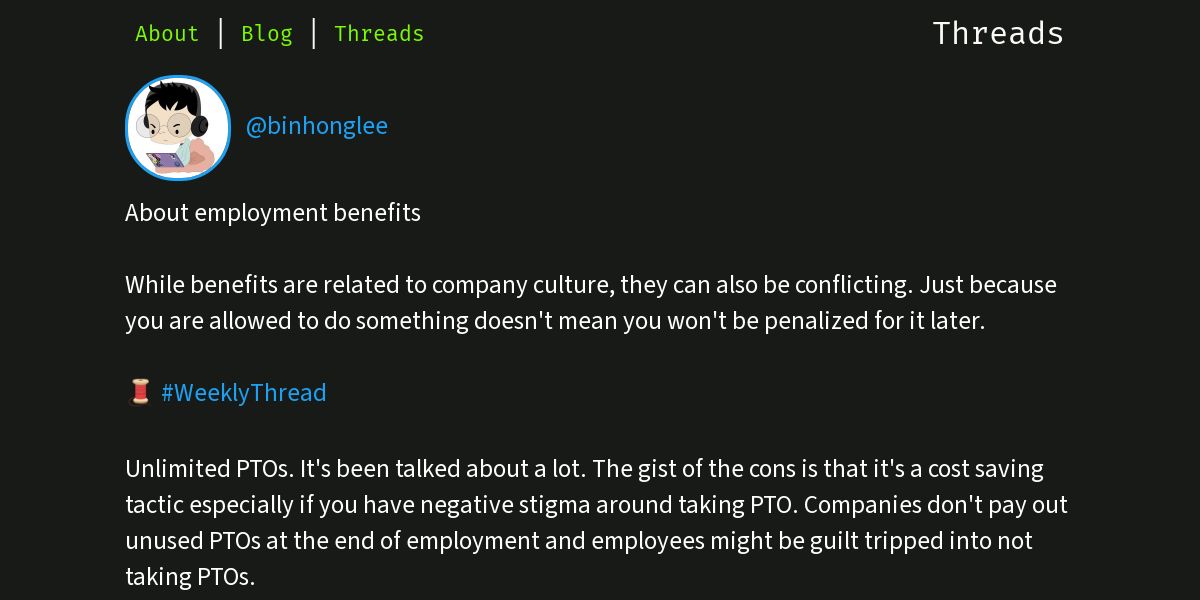 About | Blog | Threads
Threads
@binhonglee
About employment benefits
While benefits are related to company culture, they can also be conflicting. Just because
you are allowed to do something doesn't mean you won't be penalized for it later.
🧵 #WeeklyThread
Unlimited PTOs. It's been talked about a lot. The gist of the cons is that it's a cost saving
tactic especially if you have negative stigma around taking PTO. Companies don't pay out
unused PTOs at the end of employment and employees might be guilt tripped into not
taking PTOs.